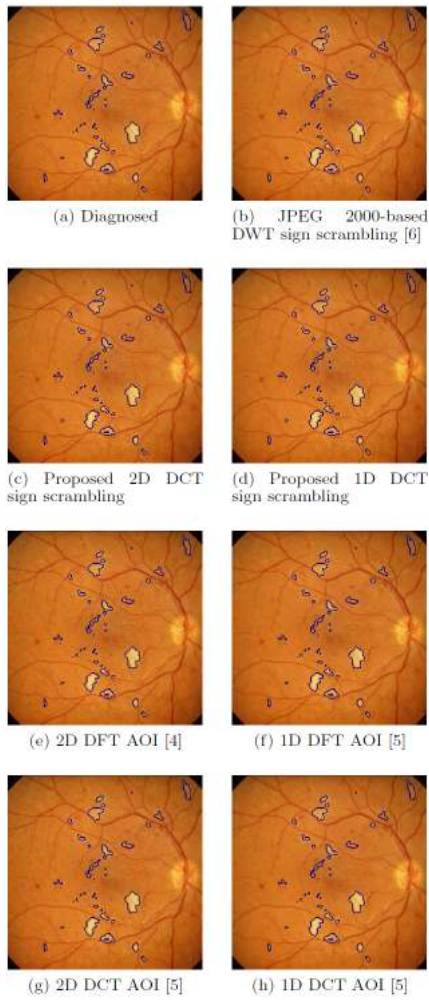 (a) Diagnosed
(b) JPEG 2000-based
DWT sign scrambling [6]
(c) Proposed 2D DCT
sign scrambling
(d) Proposed 1D DCT
sign scrambling
(e) 2D DFT AOI [4]
(f) 1D DFT AOI [5]
(g) 2D DCT AOI [5]
(h) 1D DCT AOI [5]